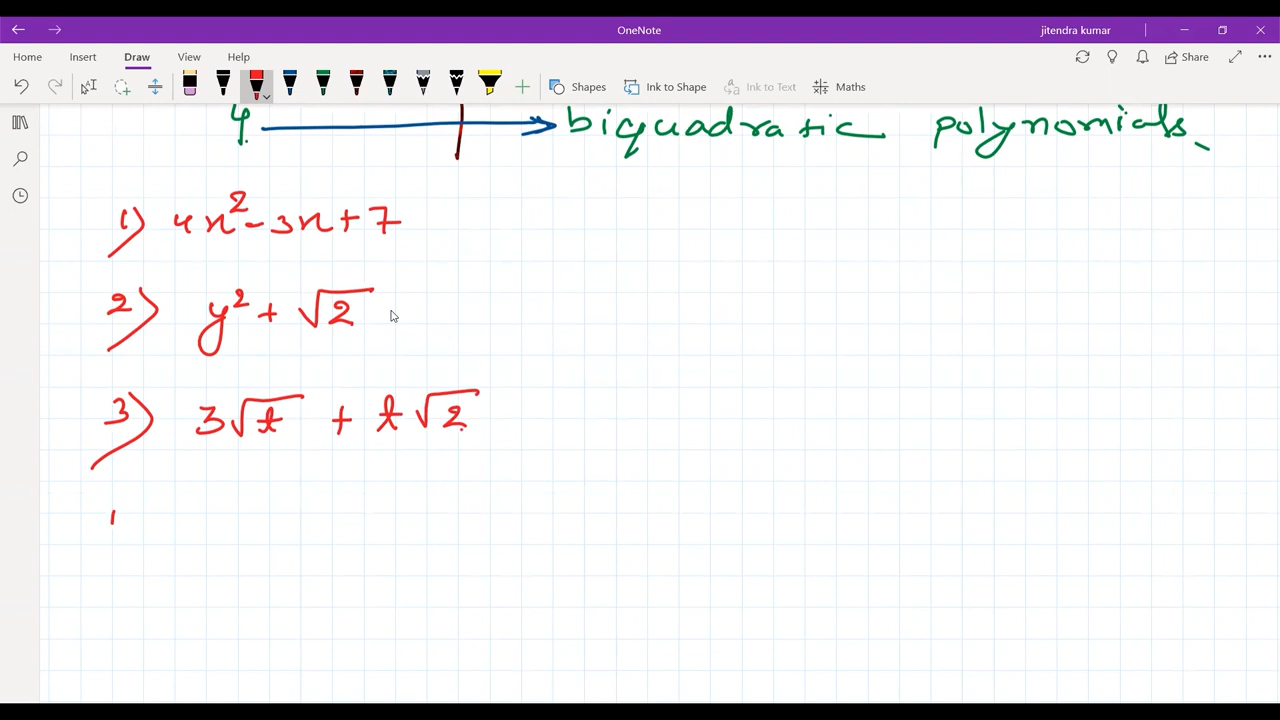 OneNote
jitendra kumar
Home Insert Draw View Help
Share
Shapes Ink to Shape Ink to Text Maths
4 → biquadratic polynomials
1) 4x² - 3x + 7
2) y² + √2
3) 3√t + t√2